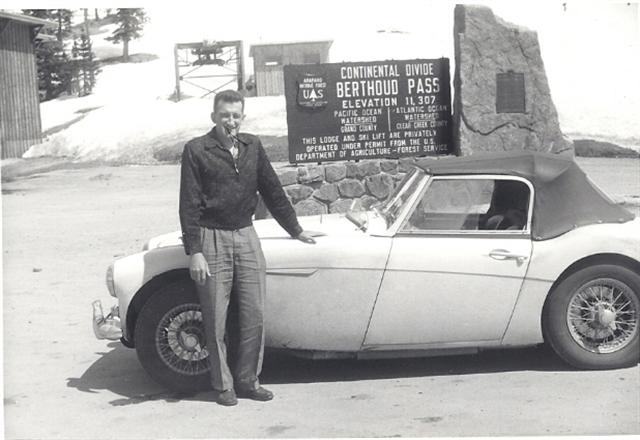 CONTINENTAL DIVIDE
BERTHOUD PASS
ELEVATION 11,307
PACIFIC OCEAN
WATERSHED
GRAND COUNTY
ATLANTIC OCEAN
WATERSHED
CLEAR CREEK COUNTY
THIS LODGE AND SKI LIFT ARE PRIVATELY
OPERATED UNDER PERMIT FROM THE U.S.
DEPARTMENT OF AGRICULTURE - FOREST SERVICE
ARAPAHO
NATIONAL FOREST
U S